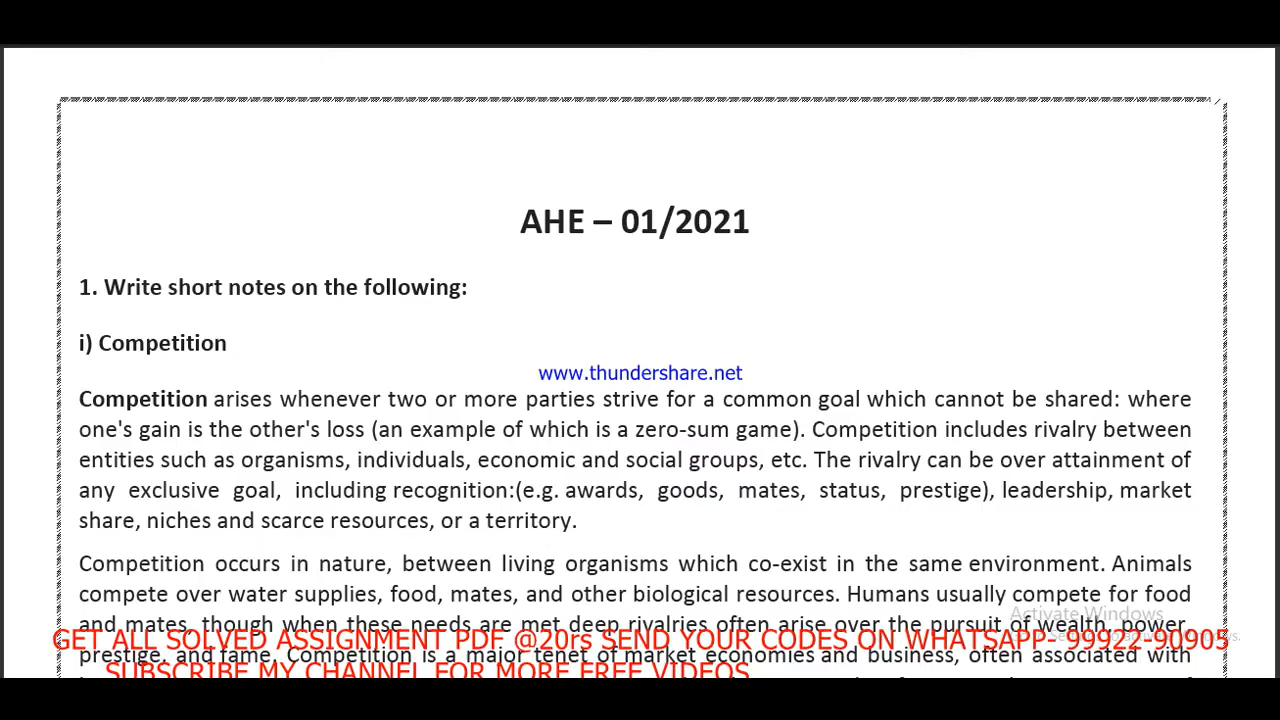 AHE – 01/2021
1. Write short notes on the following:
i) Competition
www.thundershare.net
Competition arises whenever two or more parties strive for a common goal which cannot be shared: where
one's gain is the other's loss (an example of which is a zero-sum game). Competition includes rivalry between
entities such as organisms, individuals, economic and social groups, etc. The rivalry can be over attainment of
any exclusive goal, including recognition:(e.g. awards, goods, mates, status, prestige), leadership, market
share, niches and scarce resources, or a territory.
Competition occurs in nature, between living organisms which co-exist in the same environment. Animals
compete over water supplies, food, mates, and other biological resources. Humans usually compete for food
Activate Windows
and mates, though when these needs are met deep rivalries often arise over the pursuit of wealth, power,
GET ALL SOLVED ASSIGNMENT PDF @20rs SEND YOUR CODES ON WHATSAPP- 99922-90905
prestige, and fame. Competition is a major tenet of market economies and business, often associated with
SUBSCRIBE MY CHANNEL FOR MORE FREE VIDEOS